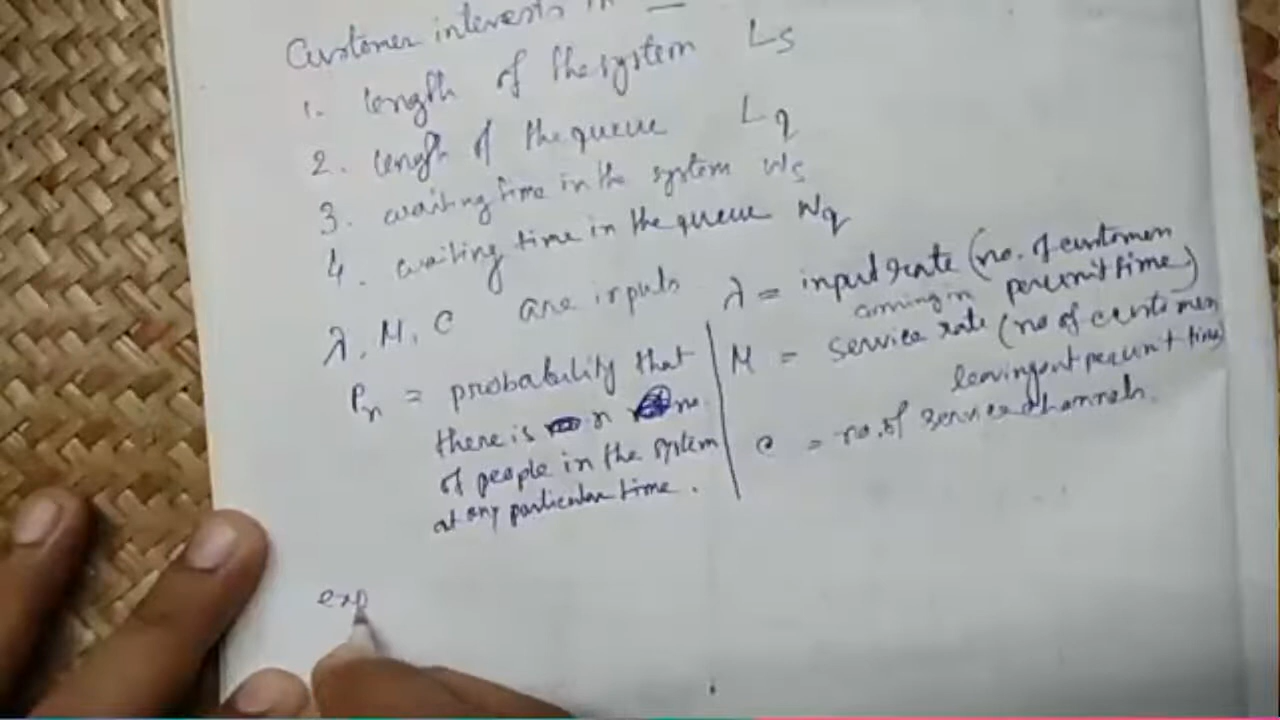 Customer interests in
1. length of the system Ls
2. length of the queue Lq
3. waiting time in the system Ws
4. waiting time in the queue Wq
λ, M, C are inputs
Pn = probability that
there is n no.
of people in the system
at any particular time.
λ = input rate (no. of customers
coming in per unit time)
M = service rate (no of customers
leaving out per unit time)
c = no. of service channels.
exp